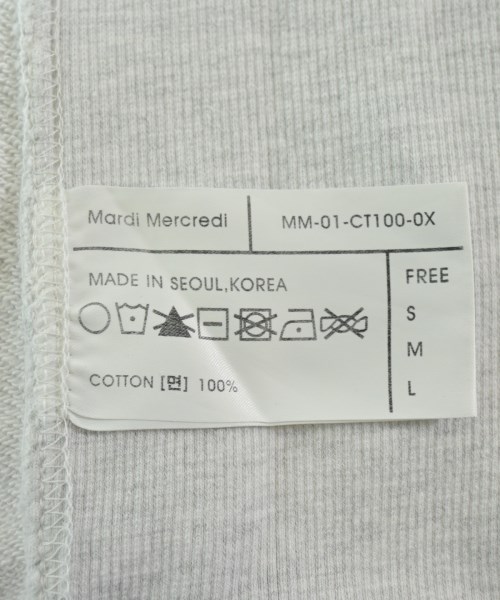 Mardi Mercredi
MM-01-CT100-0X
MADE IN SEOUL,KOREA
COTTON [면] 100%
FREE
S
M
L